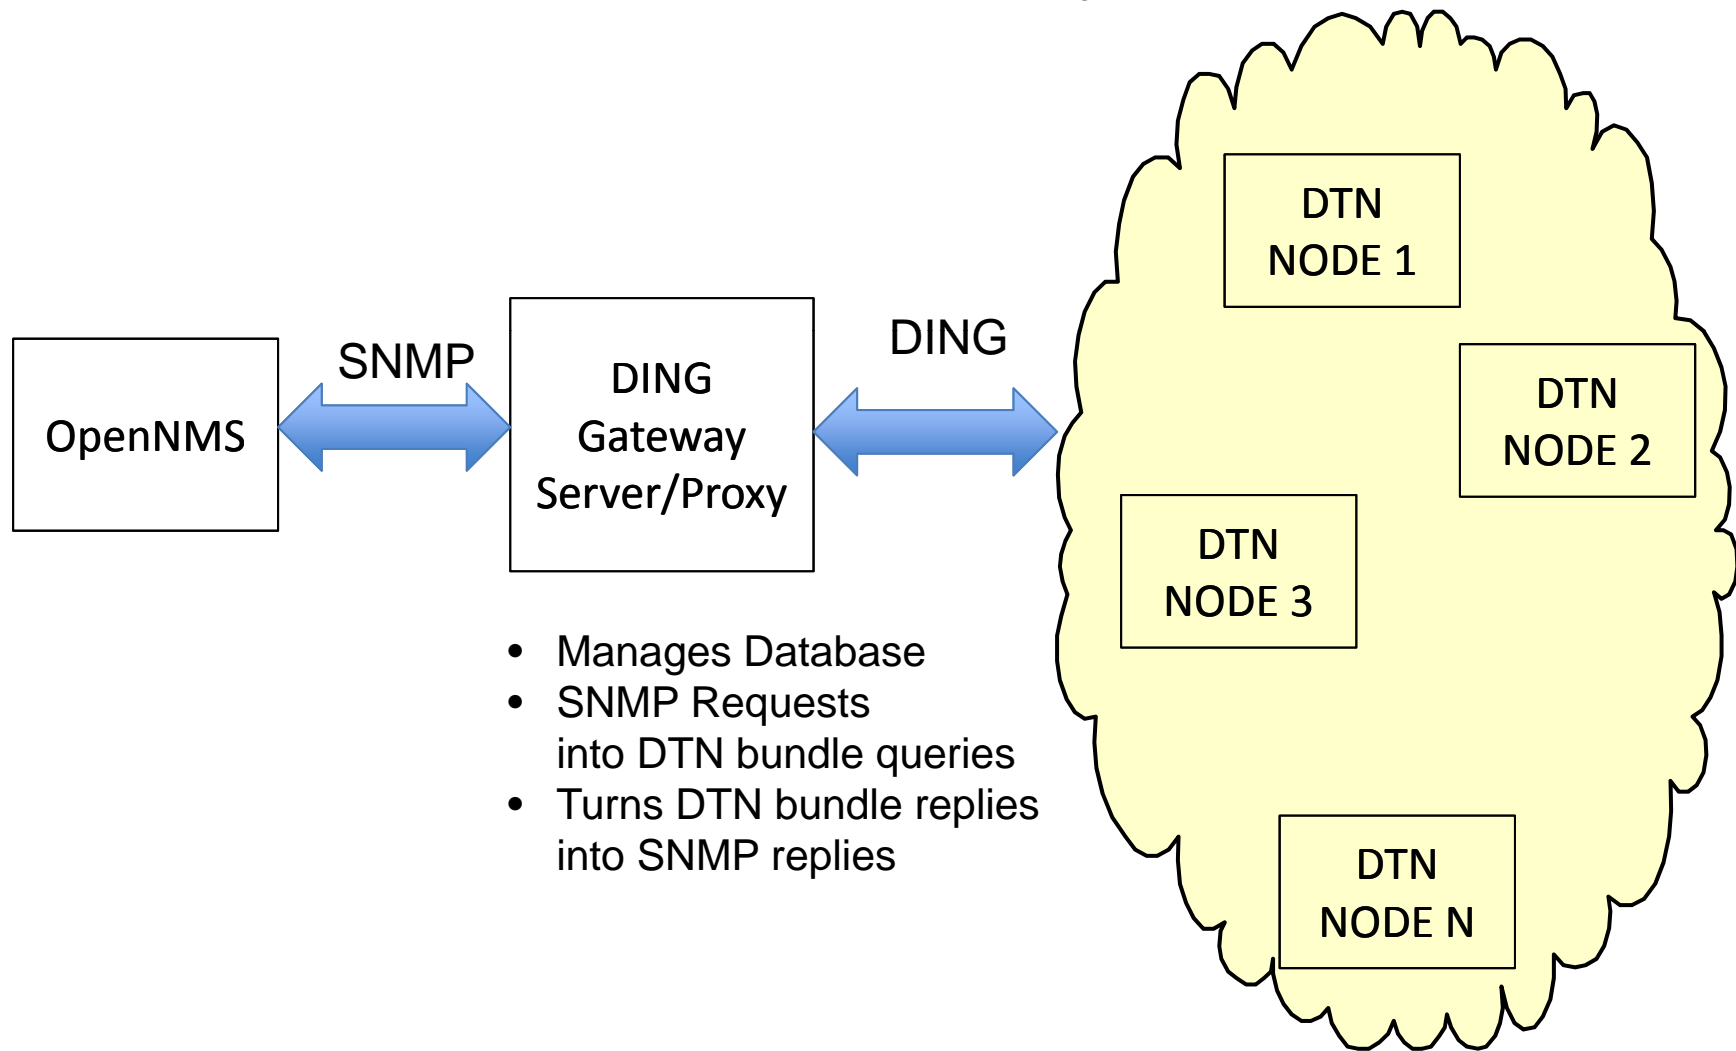 OpenNMS
SNMP
DING
Gateway
Server/Proxy
DING
DTN
NODE 1
DTN
NODE 2
DTN
NODE 3
DTN
NODE N
• Manages Database
• SNMP Requests
into DTN bundle queries
• Turns DTN bundle replies
into SNMP replies